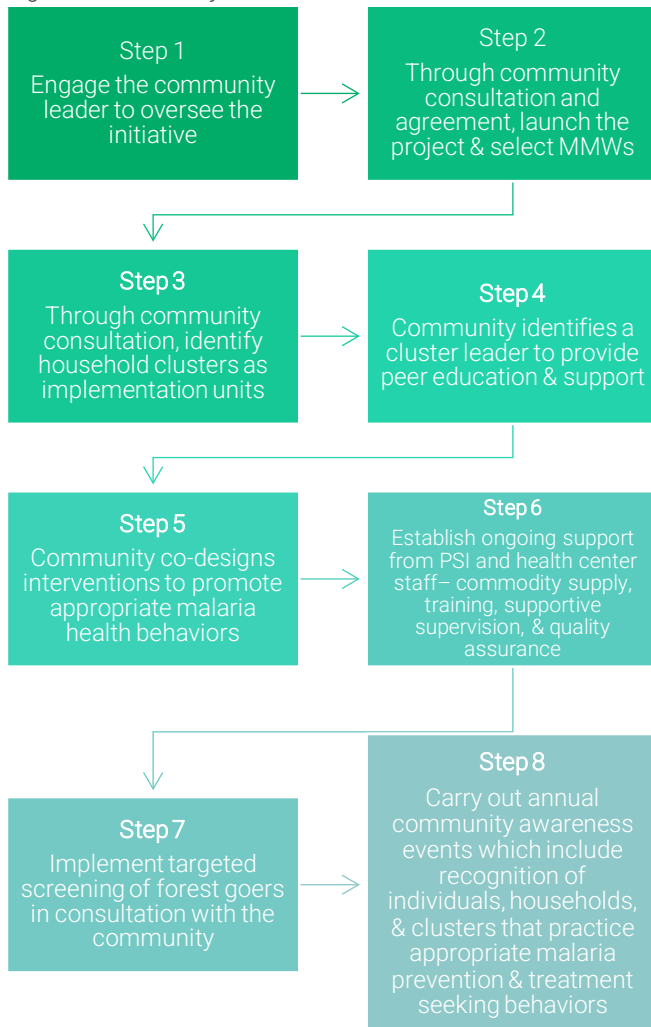 Step 1
Engage the community
leader to oversee the
initiative
Step 2
Through community
consultation and
agreement, launch the
project & select MMWs
Step 3
Through community
consultation, identify
household clusters as
implementation units
Step 4
Community identifies a
cluster leader to provide
peer education & support
Step 5
Community co-designs
interventions to promote
appropriate malaria
health behaviors
Step 6
Establish ongoing support
from PSI and health center
staff– commodity supply,
training, supportive
supervision, & quality
assurance
Step 7
Implement targeted
screening of forest goers
in consultation with the
community
Step 8
Carry out annual
community awareness
events which include
recognition of
individuals, households,
& clusters that practice
appropriate malaria
prevention & treatment
seeking behaviors